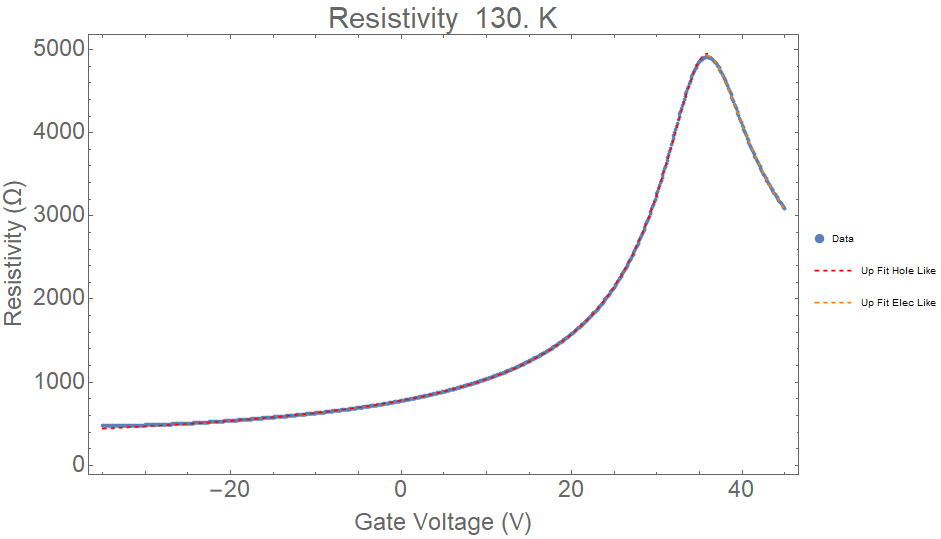 Resistivity  130. K
5000
4000
3000
2000
1000
0
Resistivity (Ω)
−20
0
20
40
Gate Voltage (V)
Data
Up Fit Hole Like
Up Fit Elec Like